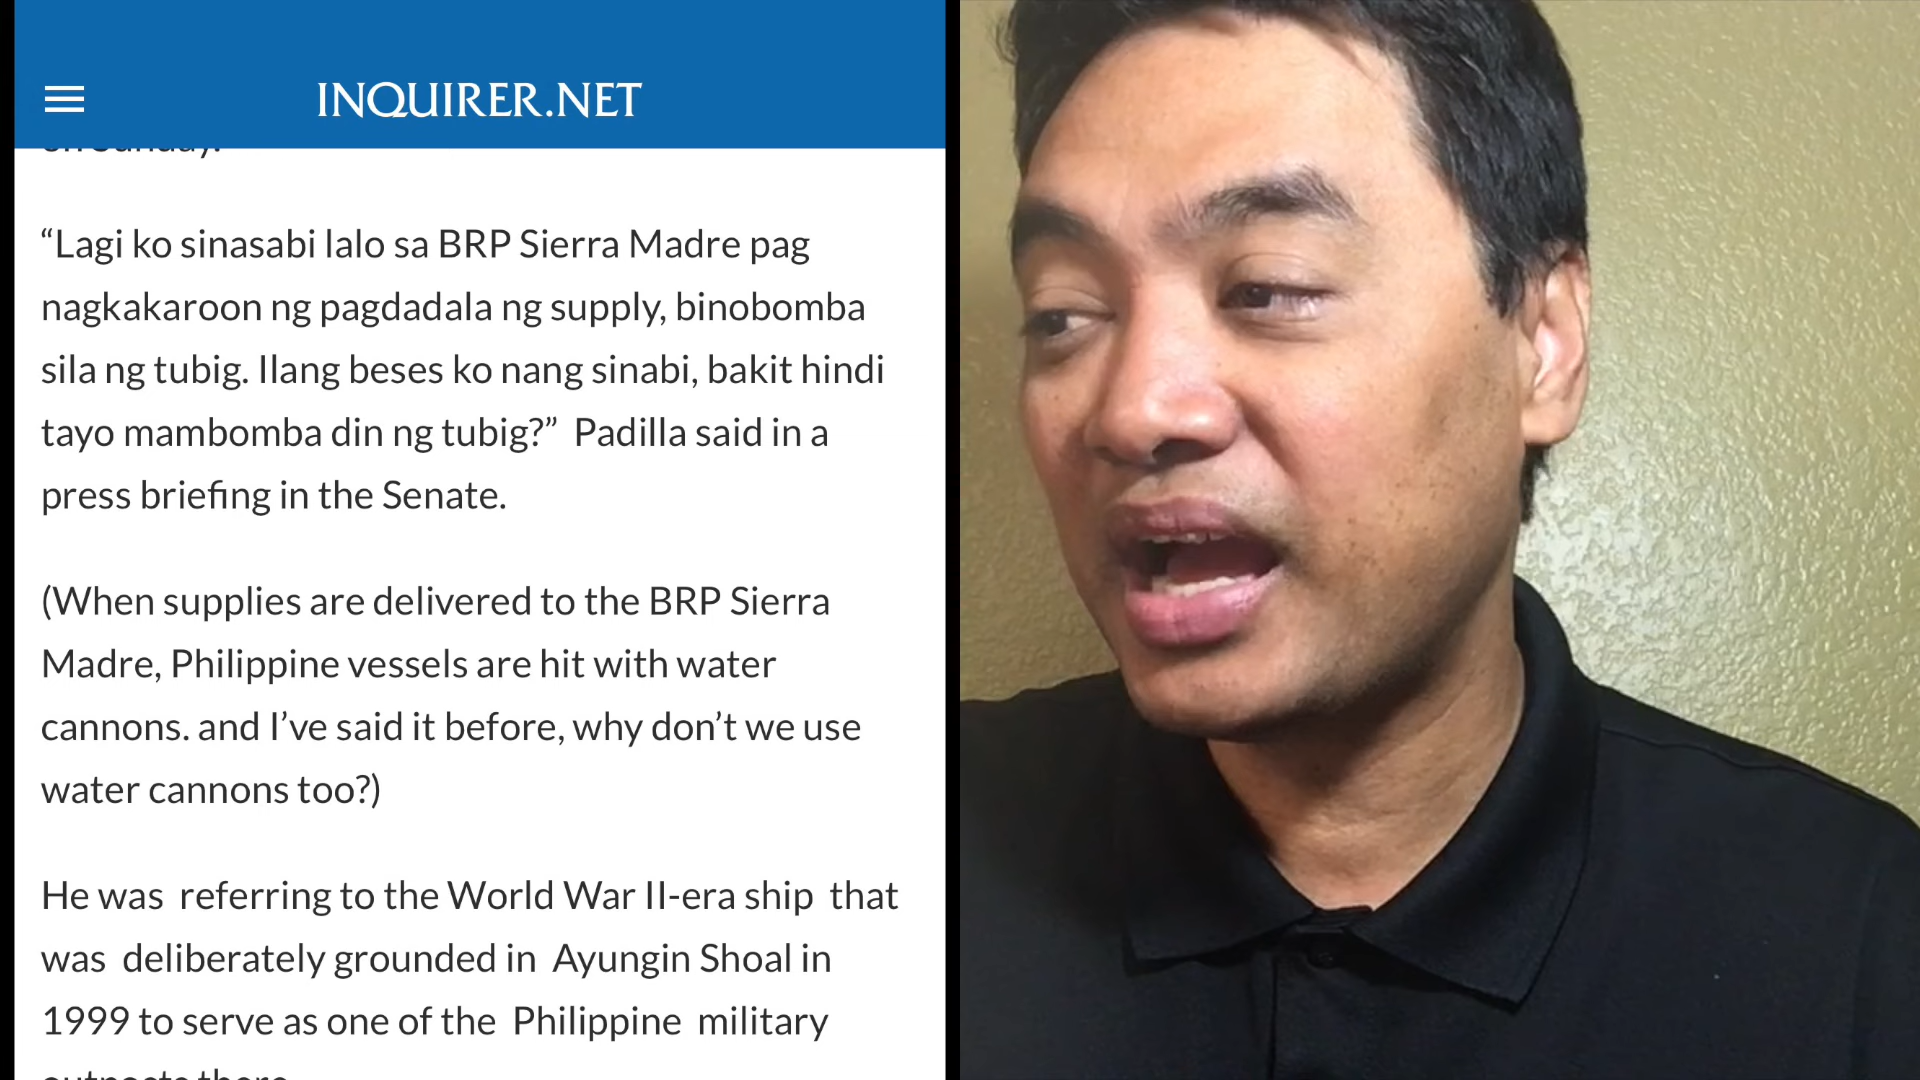 INQUIRER.NET
on Sunday.
“Lagi ko sinasabi lalo sa BRP Sierra Madre pag
nagkakaroon ng pagdadala ng supply, binobomba
sila ng tubig. Ilang beses ko nang sinabi, bakit hindi
tayo mambomba din ng tubig?”  Padilla said in a
press briefing in the Senate.
(When supplies are delivered to the BRP Sierra
Madre, Philippine vessels are hit with water
cannons. and I’ve said it before, why don’t we use
water cannons too?)
He was  referring to the World War II-era ship  that
was  deliberately grounded in  Ayungin Shoal in
1999 to serve as one of the  Philippine  military
outposts there.